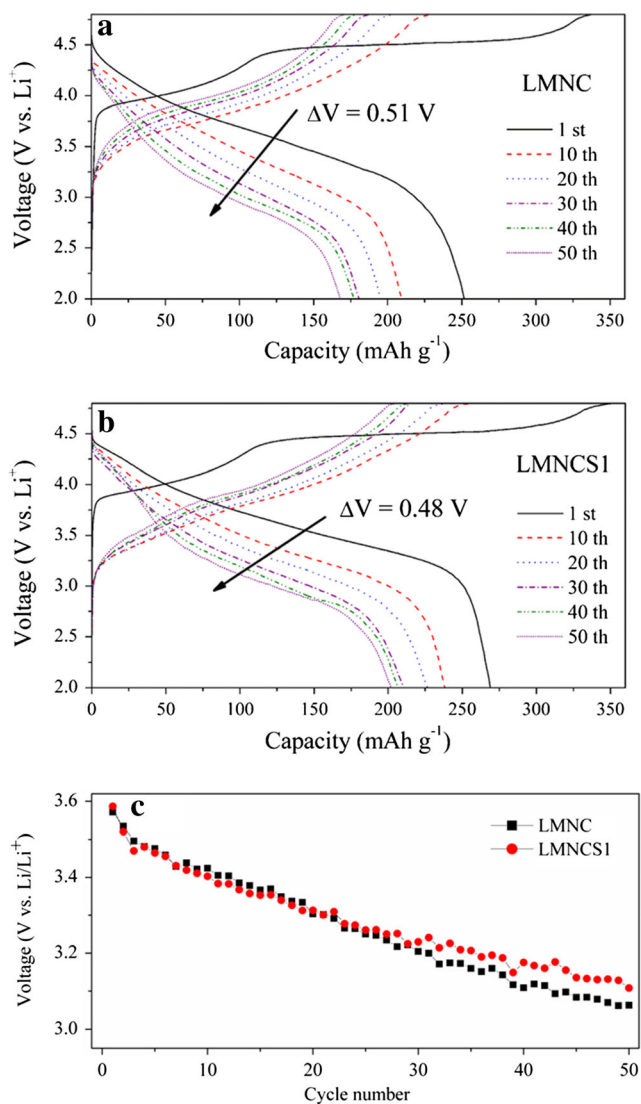 a
LMNC
ΔV = 0.51 V
1 st
10 th
20 th
30 th
40 th
50 th
4.5
4.0
3.5
3.0
2.5
2.0
Voltage (V vs. Li⁺)
0 50 100 150 200 250 300 350
Capacity (mAh g⁻¹)
b
LMNCS1
ΔV = 0.48 V
1 st
10 th
20 th
30 th
40 th
50 th
4.5
4.0
3.5
3.0
2.5
2.0
Voltage (V vs. Li⁺)
0 50 100 150 200 250 300 350
Capacity (mAh g⁻¹)
c
LMNC
LMNCS1
3.6
3.4
3.2
3.0
Voltage (V vs. Li/Li⁺)
0 10 20 30 40 50
Cycle number